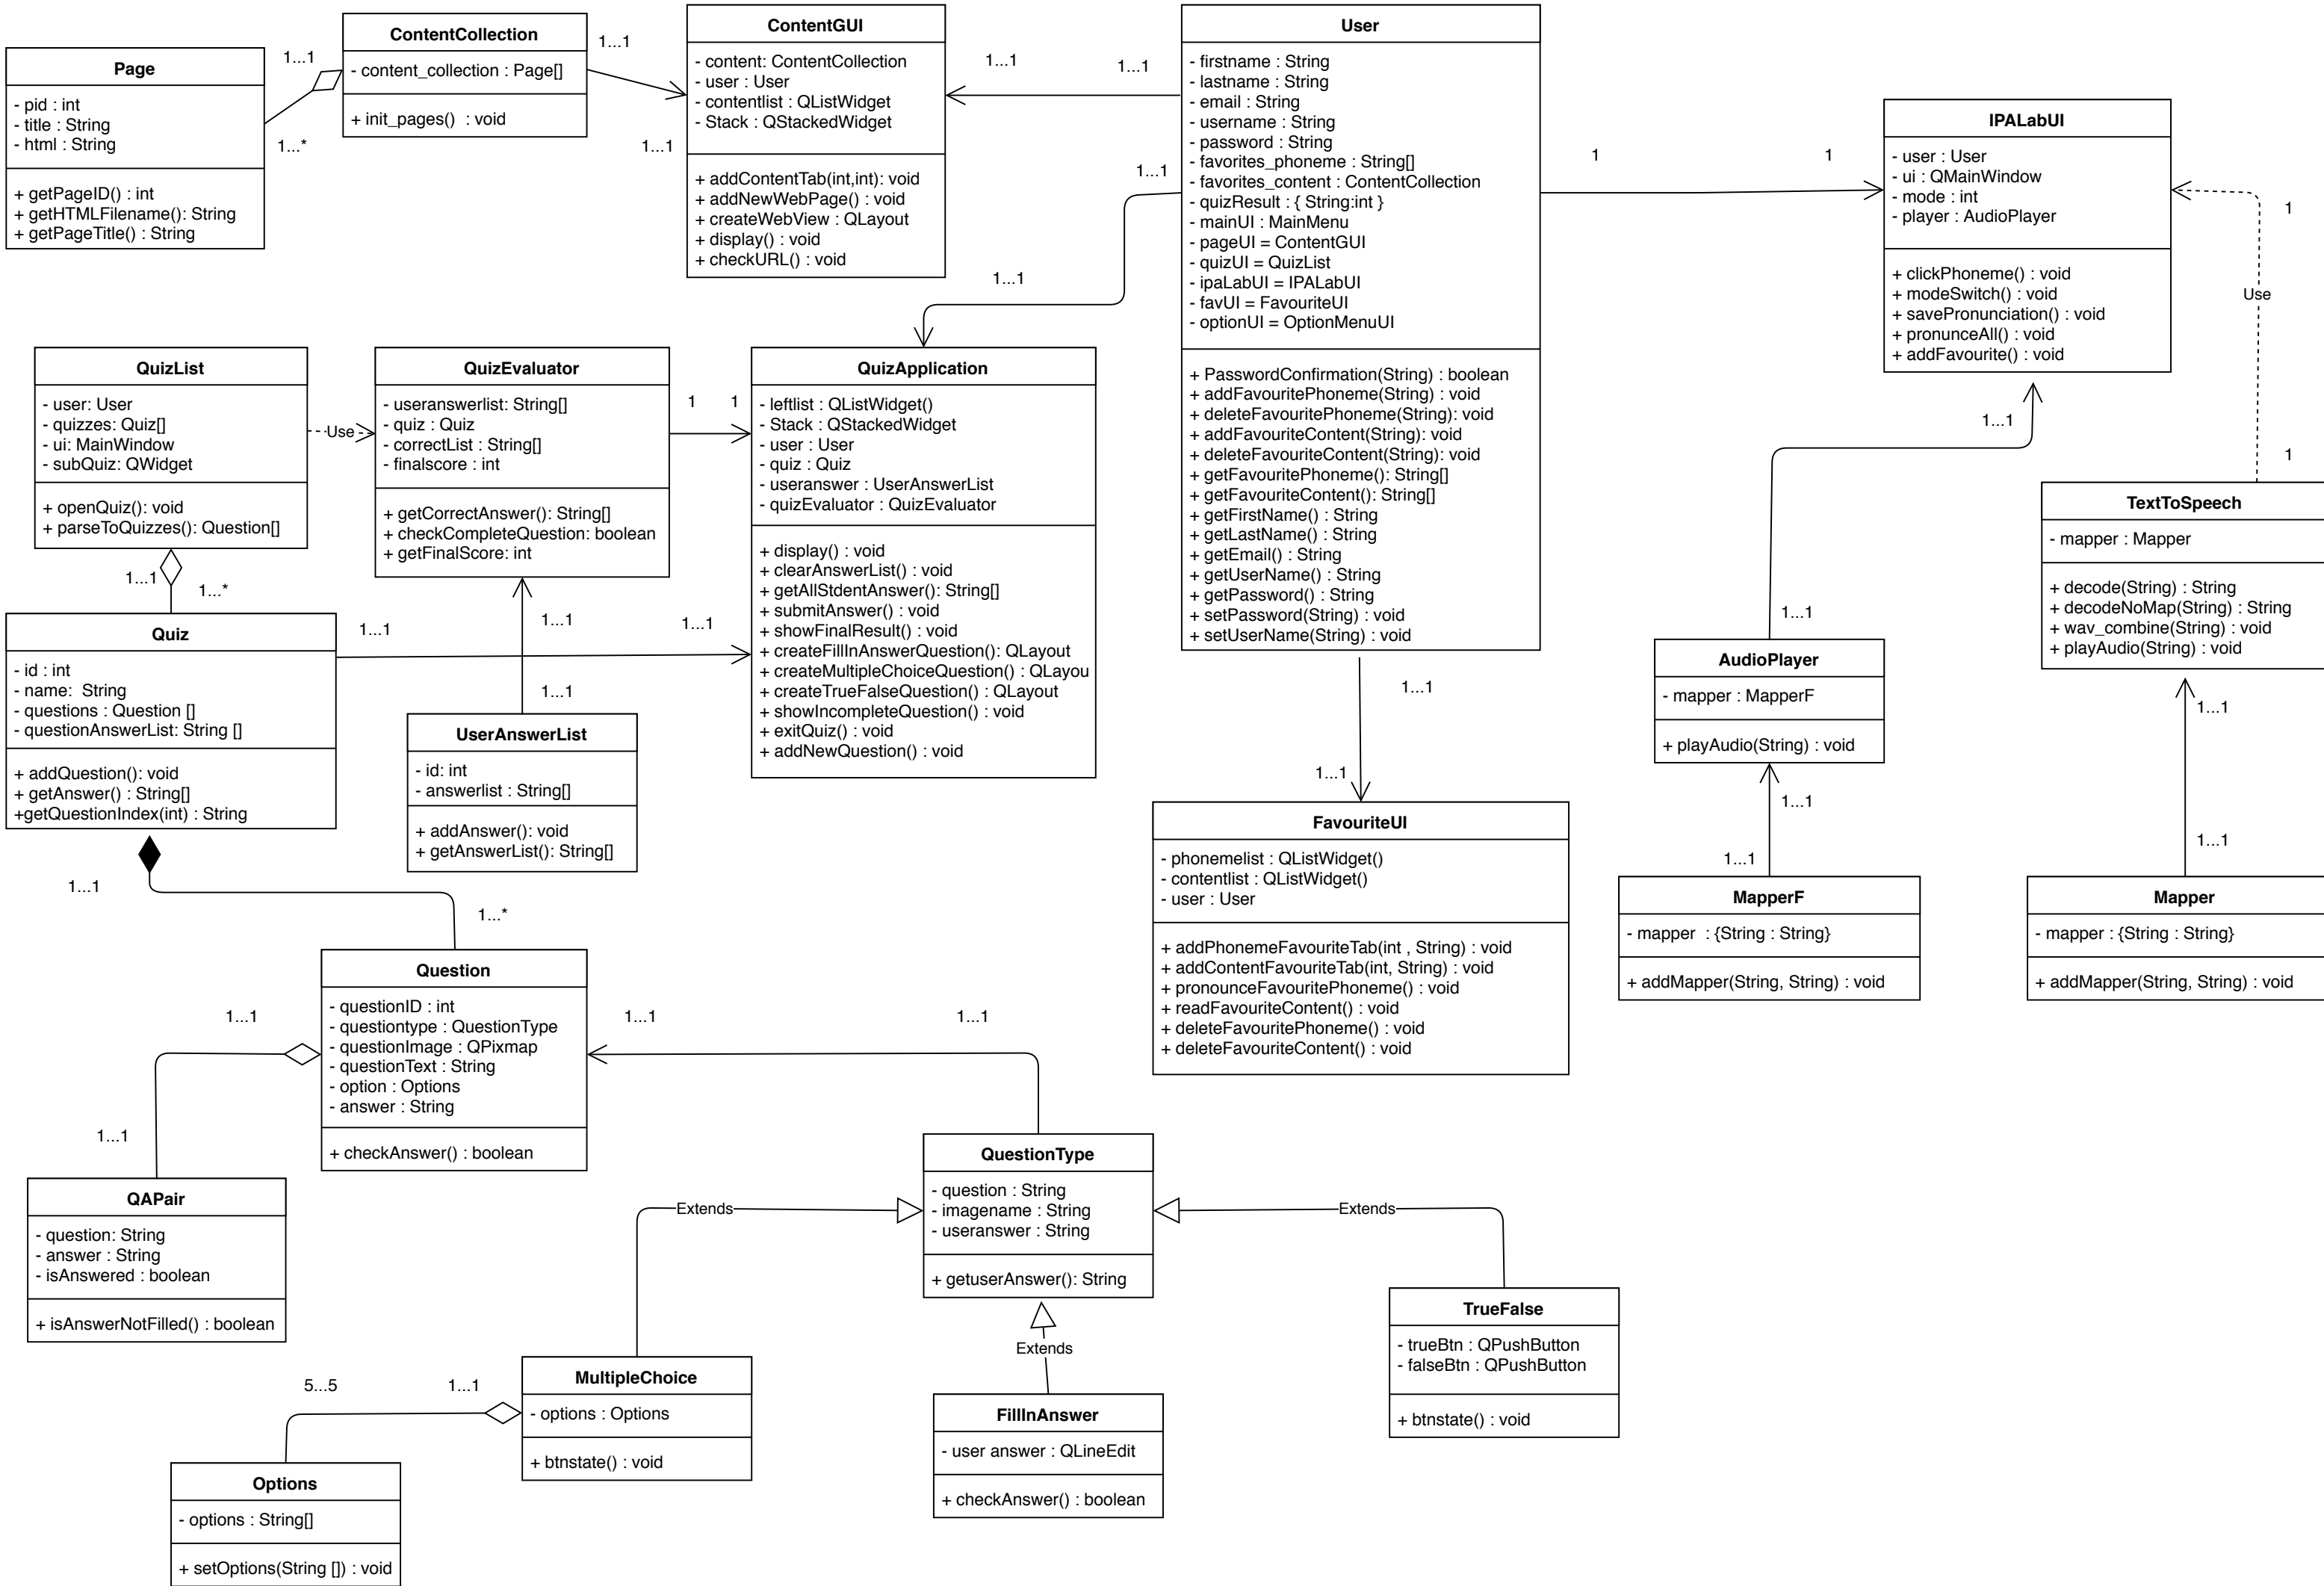 Page
- pid : int
- title : String
- html : String
+ getPageID() : int
+ getHTMLFilename(): String
+ getPageTitle() : String
1...1
1...*
ContentCollection
- content_collection : Page[]
+ init_pages()  : void
1...1
1...1
ContentGUI
- content: ContentCollection
- user : User
- contentlist : QListWidget
- Stack : QStackedWidget
+ addContentTab(int,int): void
+ addNewWebPage() : void
+ createWebView : QLayout
+ display() : void
+ checkURL() : void
1...1
1...1
1...1
1...1
User
- firstname : String
- lastname : String
- email : String
- username : String
- password : String
- favorites_phoneme : String[]
- favorites_content : ContentCollection
- quizResult : { String:int }
- mainUI : MainMenu
- pageUI = ContentGUI
- quizUI = QuizList
- ipaLabUI = IPALabUI
- favUI = FavouriteUI
- optionUI = OptionMenuUI
+ PasswordConfirmation(String) : boolean
+ addFavouritePhoneme(String) : void
+ deleteFavouritePhoneme(String): void
+ addFavouriteContent(String): void
+ deleteFavouriteContent(String): void
+ getFavouritePhoneme(): String[]
+ getFavouriteContent(): String[]
+ getFirstName() : String
+ getLastName() : String
+ getEmail() : String
+ getUserName() : String
+ getPassword() : String
+ setPassword(String) : void
+ setUserName(String) : void
1
1
IPALabUI
- user : User
- ui : QMainWindow
- mode : int
- player : AudioPlayer
+ clickPhoneme() : void
+ modeSwitch() : void
+ savePronunciation() : void
+ pronunceAll() : void
+ addFavourite() : void
1
Use
1
QuizList
- user: User
- quizzes: Quiz[]
- ui: MainWindow
- subQuiz: QWidget
+ openQuiz(): void
+ parseToQuizzes(): Question[]
Use
QuizEvaluator
- useranswerlist: String[]
- quiz : Quiz
- correctList : String[]
- finalscore : int
+ getCorrectAnswer(): String[]
+ checkCompleteQuestion: boolean
+ getFinalScore: int
1
1
QuizApplication
- leftlist : QListWidget()
- Stack : QStackedWidget
- user : User
- quiz : Quiz
- useranswer : UserAnswerList
- quizEvaluator : QuizEvaluator
+ display() : void
+ clearAnswerList() : void
+ getAllStdentAnswer(): String[]
+ submitAnswer() : void
+ showFinalResult() : void
+ createFillInAnswerQuestion(): QLayout
+ createMultipleChoiceQuestion() : QLayou
+ createTrueFalseQuestion() : QLayout
+ showIncompleteQuestion() : void
+ exitQuiz() : void
+ addNewQuestion() : void
1...1
1...1
TextToSpeech
- mapper : Mapper
+ decode(String) : String
+ decodeNoMap(String) : String
+ wav_combine(String) : void
+ playAudio(String) : void
1...1
1...*
Quiz
- id : int
- name:  String
- questions : Question []
- questionAnswerList: String []
+ addQuestion(): void
+ getAnswer() : String[]
+getQuestionIndex(int) : String
1...1
1...1
1...1
1...1
UserAnswerList
- id: int
- answerlist : String[]
+ addAnswer(): void
+ getAnswerList(): String[]
1...1
1...1
FavouriteUI
- phonemelist : QListWidget()
- contentlist : QListWidget()
- user : User
+ addPhonemeFavouriteTab(int , String) : void
+ addContentFavouriteTab(int, String) : void
+ pronounceFavouritePhoneme() : void
+ readFavouriteContent() : void
+ deleteFavouritePhoneme() : void
+ deleteFavouriteContent() : void
AudioPlayer
- mapper : MapperF
+ playAudio(String) : void
1...1
1...1
MapperF
- mapper  : {String : String}
+ addMapper(String, String) : void
1...1
1...1
Mapper
- mapper : {String : String}
+ addMapper(String, String) : void
1...1
1...*
Question
- questionID : int
- questiontype : QuestionType
- questionImage : QPixmap
- questionText : String
- option : Options
- answer : String
+ checkAnswer() : boolean
1...1
1...1
1...1
1...1
QAPair
- question: String
- answer : String
- isAnswered : boolean
+ isAnswerNotFilled() : boolean
QuestionType
- question : String
- imagename : String
- useranswer : String
+ getuserAnswer(): String
Extends
Extends
Extends
TrueFalse
- trueBtn : QPushButton
- falseBtn : QPushButton
+ btnstate() : void
MultipleChoice
- options : Options
+ btnstate() : void
5...5
1...1
FillInAnswer
- user answer : QLineEdit
+ checkAnswer() : boolean
Options
- options : String[]
+ setOptions(String []) : void